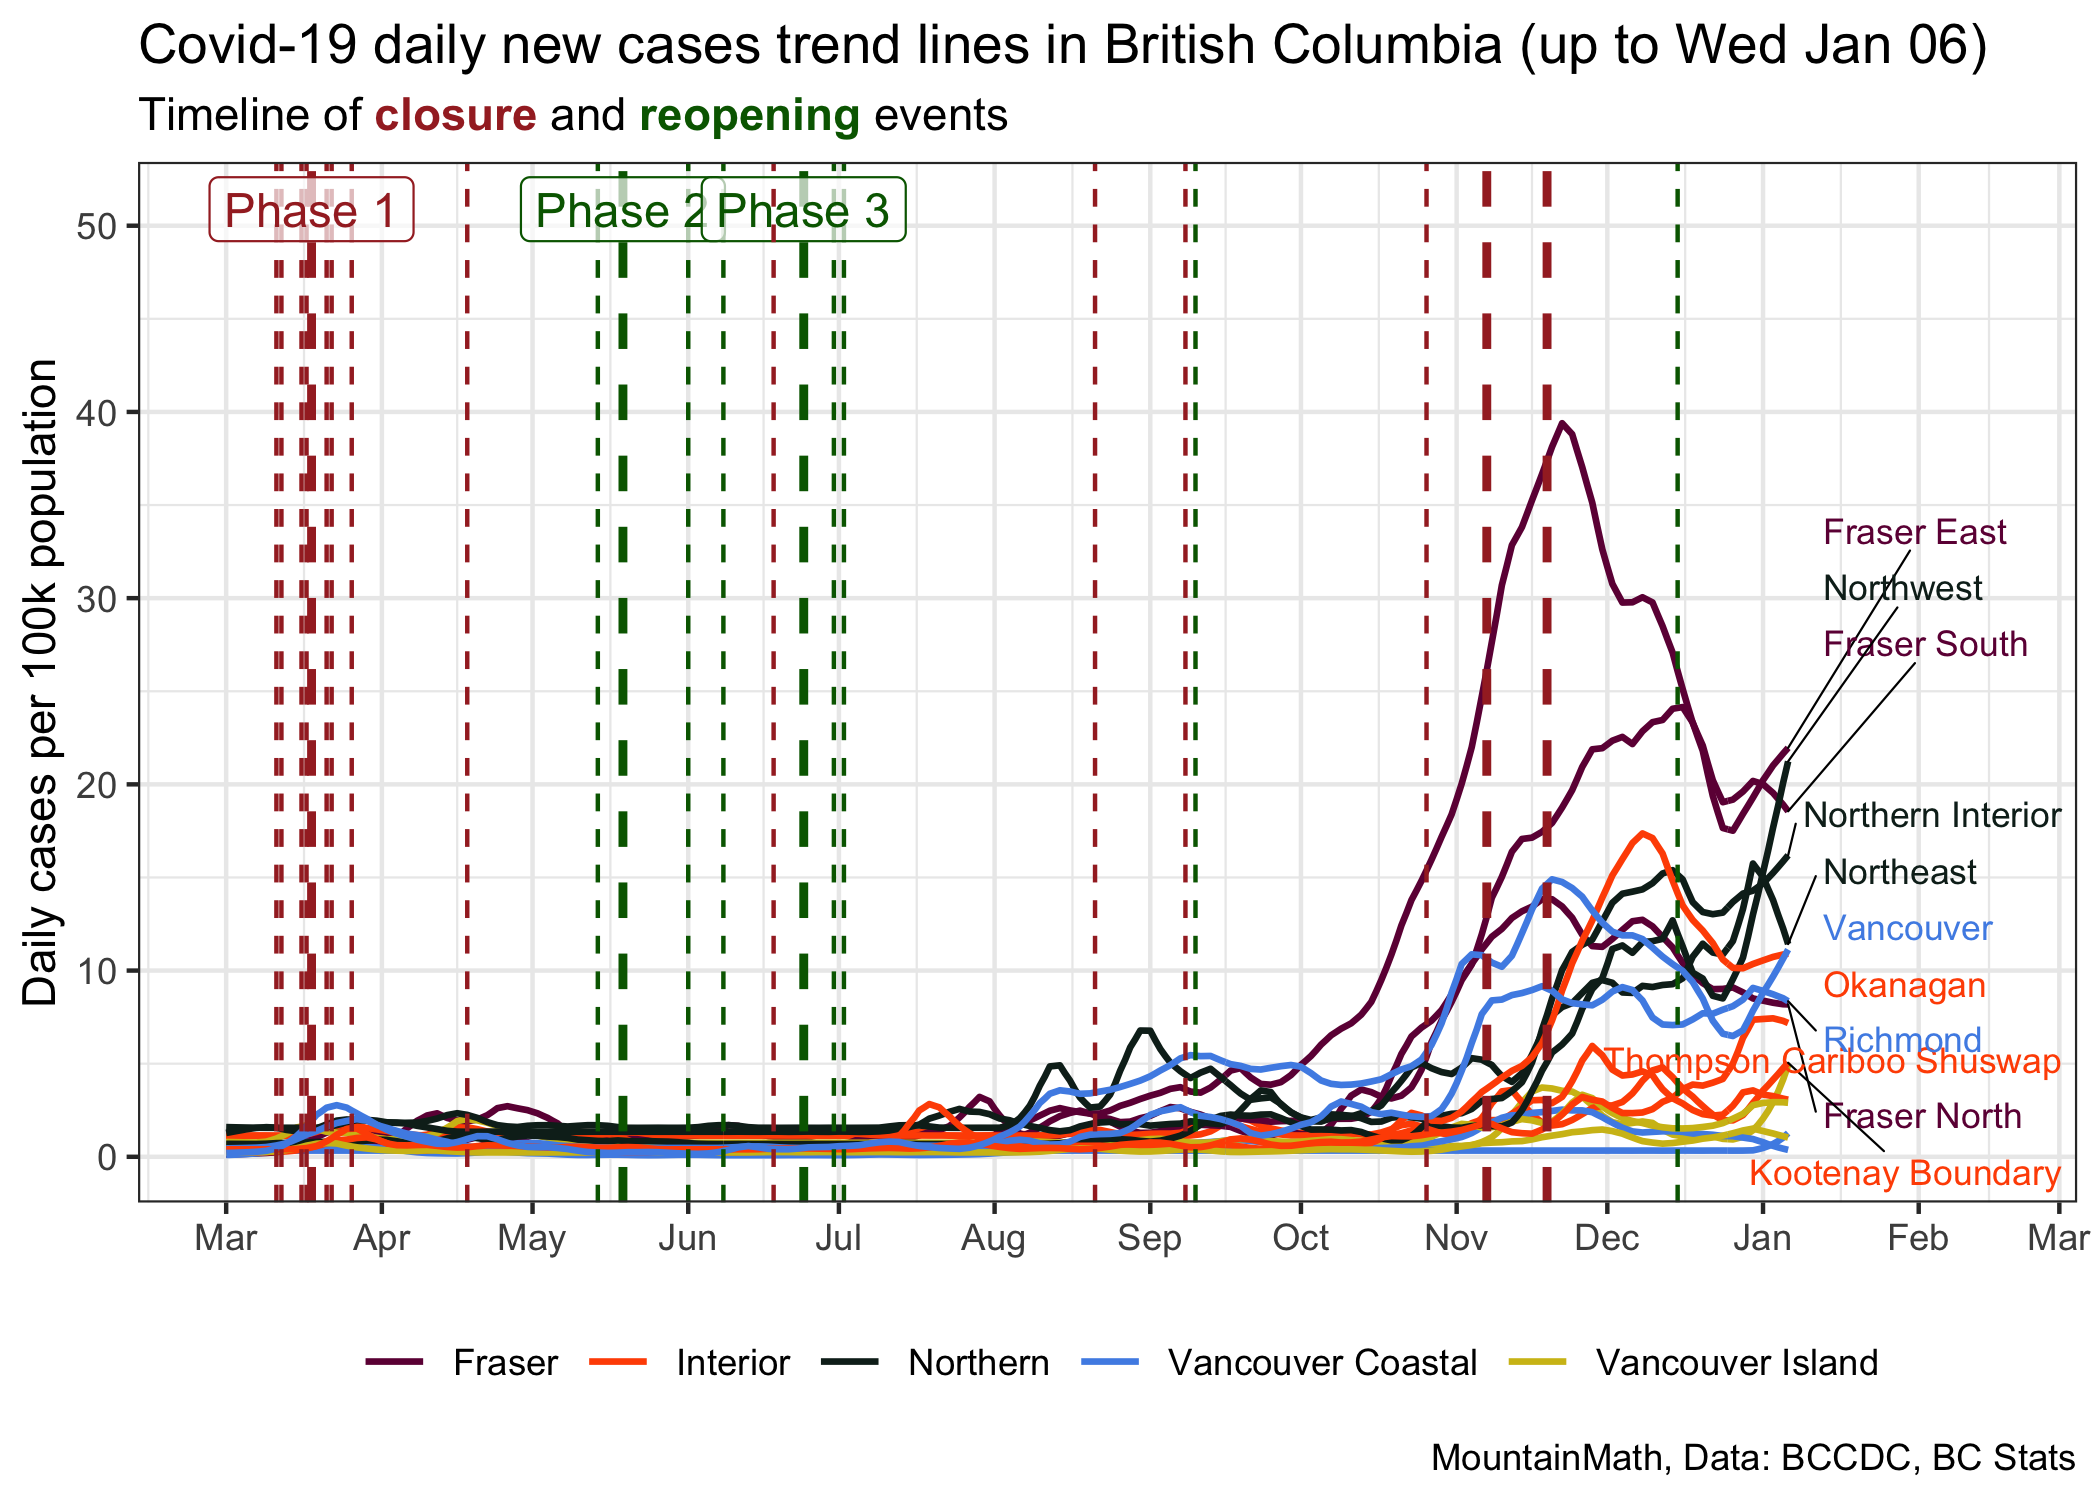 Covid-19 daily new cases trend lines in British Columbia (up to Wed Jan 06)
Timeline of closure and reopening events
Daily cases per 100k population
Phase 1
Phase 2
Phase 3
50
40
30
20
10
0
Fraser East
Northwest
Fraser South
Northern Interior
Northeast
Vancouver
Okanagan
Richmond
Thompson Cariboo Shuswap
Fraser North
Kootenay Boundary
Mar Apr May Jun Jul Aug Sep Oct Nov Dec Jan Feb Mar
Fraser Interior Northern Vancouver Coastal Vancouver Island
MountainMath, Data: BCCDC, BC Stats